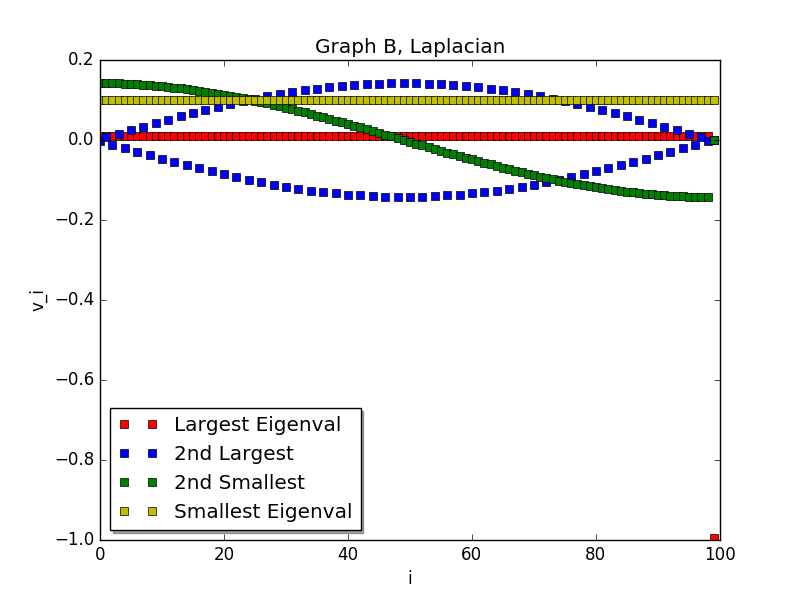 Graph B, Laplacian
0.2
0.0
−0.2
−0.4
−0.6
−0.8
−1.0
v_i
Largest Eigenval
2nd Largest
2nd Smallest
Smallest Eigenval
0 20 40 60 80 100
i